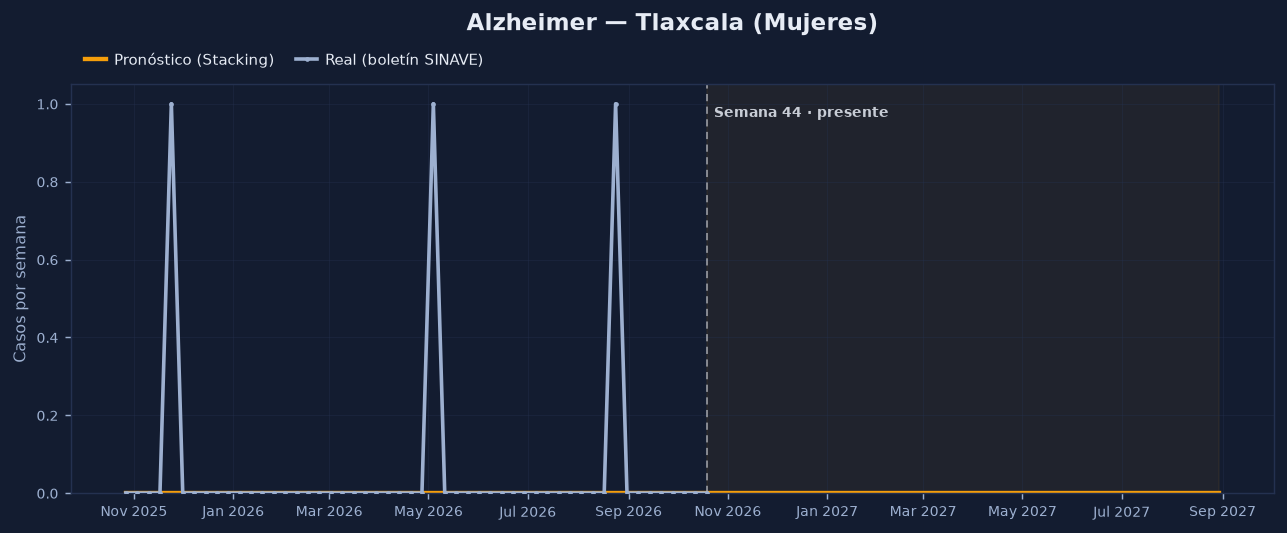 Alzheimer — Tlaxcala (Mujeres)
Pronóstico (Stacking)
Real (boletín SINAVE)
Semana 44 · presente
Casos por semana
1.0
0.8
0.6
0.4
0.2
0.0
Nov 2025
Jan 2026
Mar 2026
May 2026
Jul 2026
Sep 2026
Nov 2026
Jan 2027
Mar 2027
May 2027
Jul 2027
Sep 2027